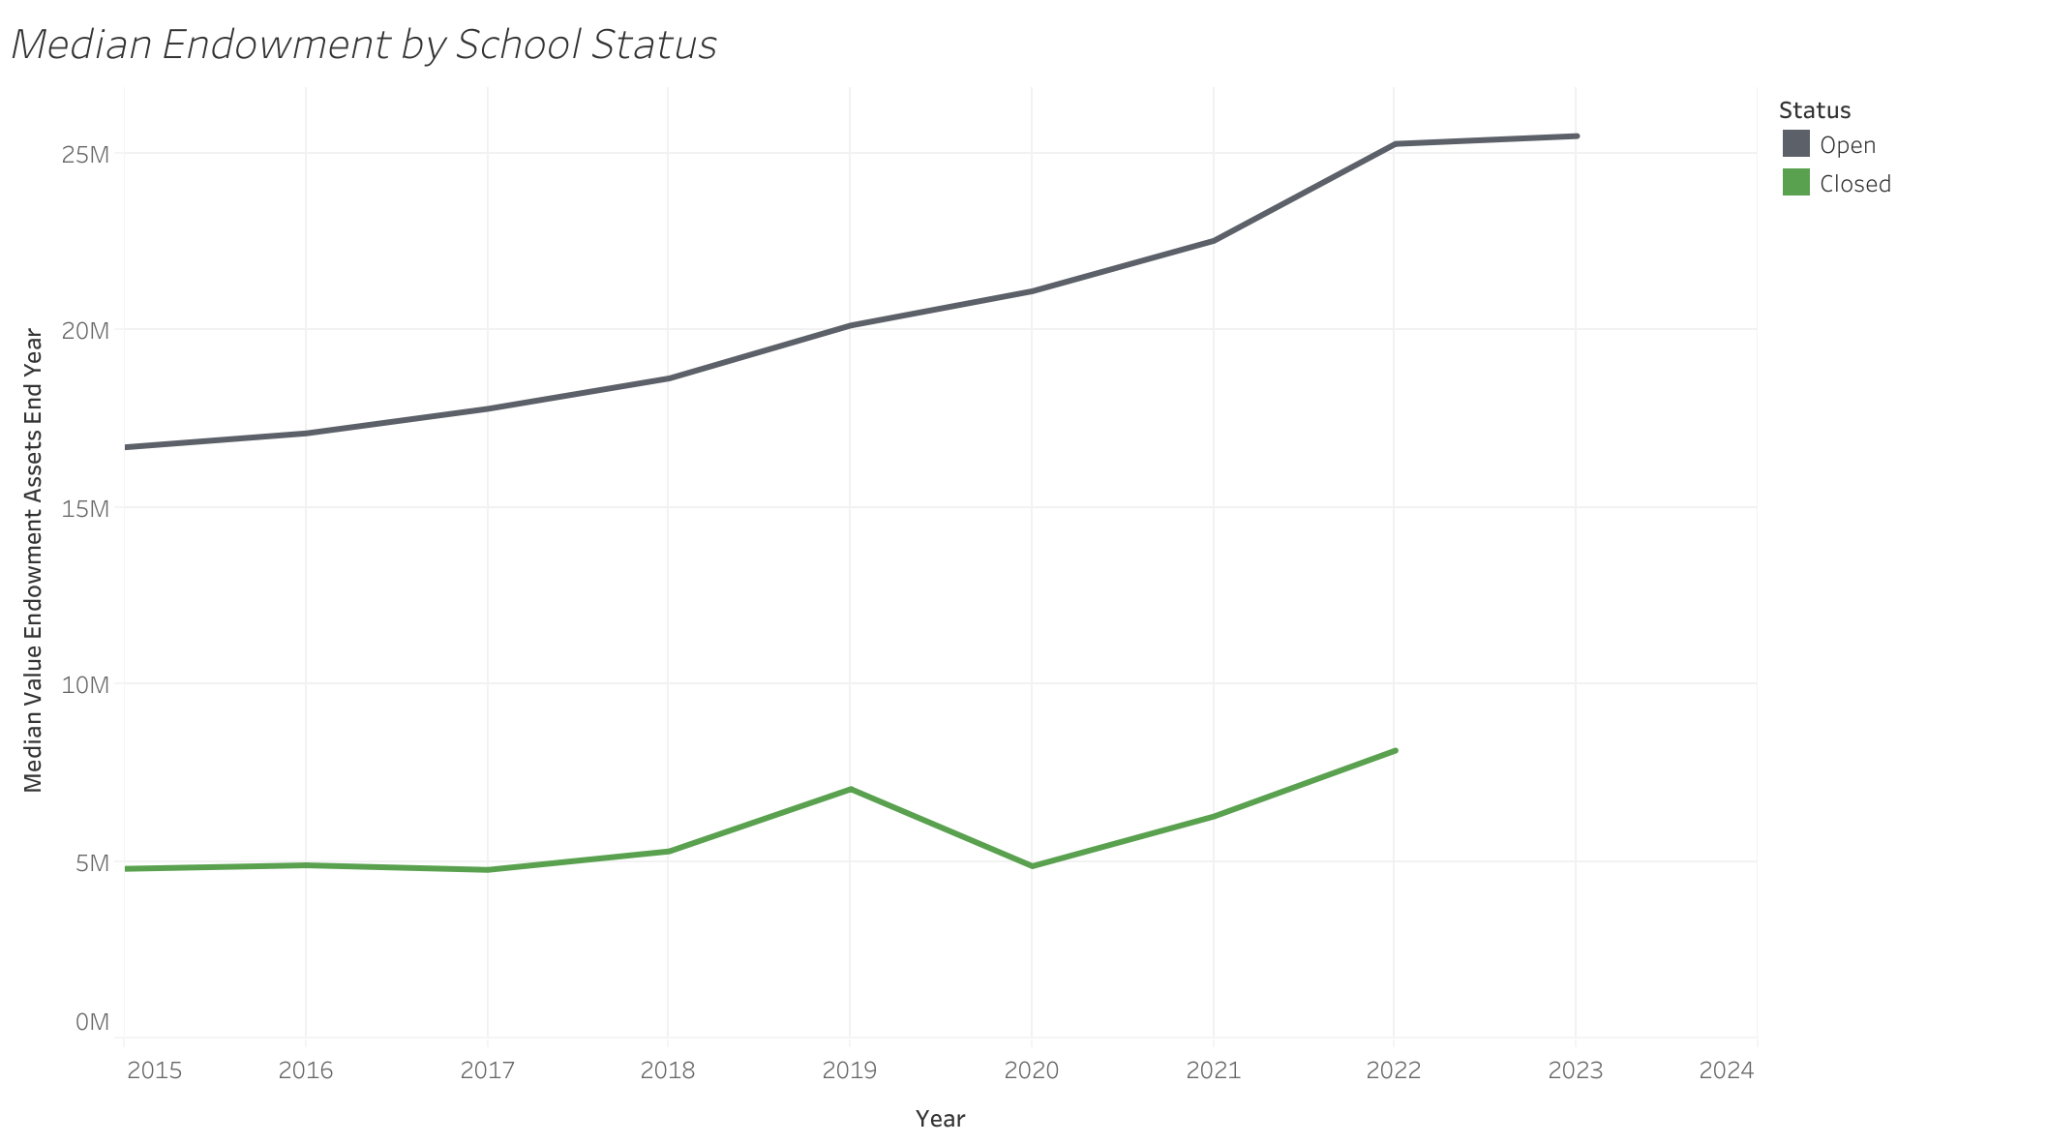 Median Endowment by School Status
Status
Open
Closed
Median Value Endowment Assets End Year
25M
20M
15M
10M
5M
0M
2015 2016 2017 2018 2019 2020 2021 2022 2023 2024
Year